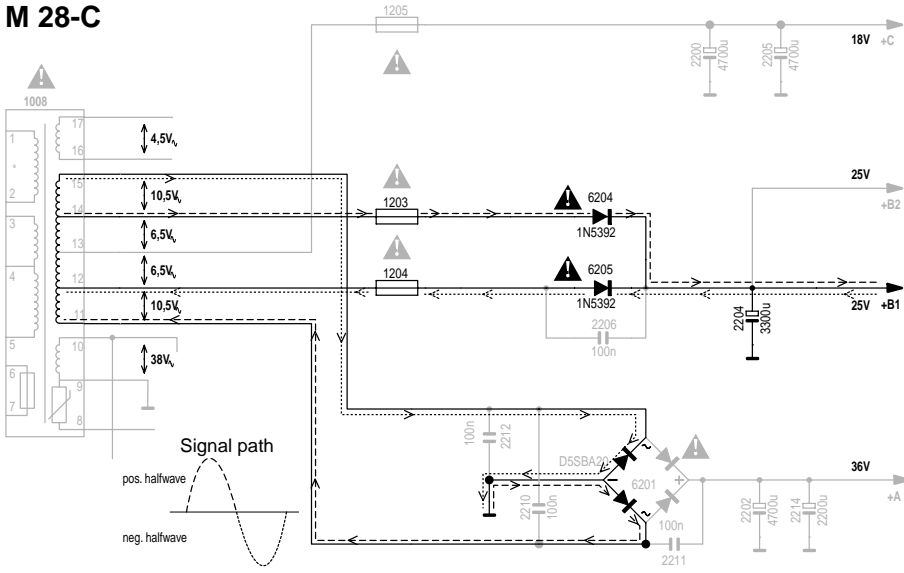 M 28-C
1205
18V
+C
2200
4700u
2205
4700u
1008
17
4,5V
16
1
15
10,5V
2
14
25V
+B2
1203
6204
1N5392
3
6,5V
13
4
6,5V
12
1204
6205
1N5392
25V
+B1
2204
3300u
10,5V
11
2206
100n
5
10
6
38V
9
7
8
100n
2212
Signal path
pos. halfwave
neg. halfwave
D5SBA20
6201
~
~
-
+
2210
100n
100n
2211
36V
+A
2202
4700u
2214
2200u